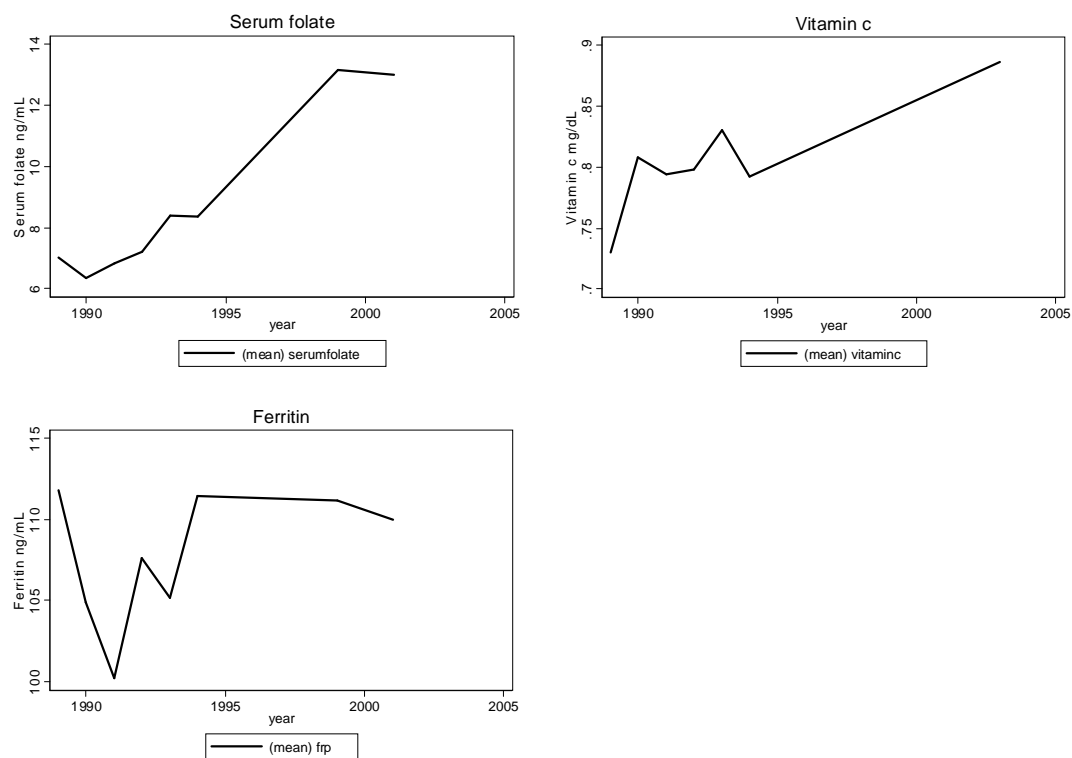 Serum folate
Serum folate ng/mL
14
12
10
8
6
1990 1995 2000 2005
year
(mean) serumfolate
Vitamin c
Vitamin c mg/dL
.9
.85
.8
.75
.7
1990 1995 2000 2005
year
(mean) vitaminc
Ferritin
Ferritin ng/mL
115
110
105
100
1990 1995 2000 2005
year
(mean) frp